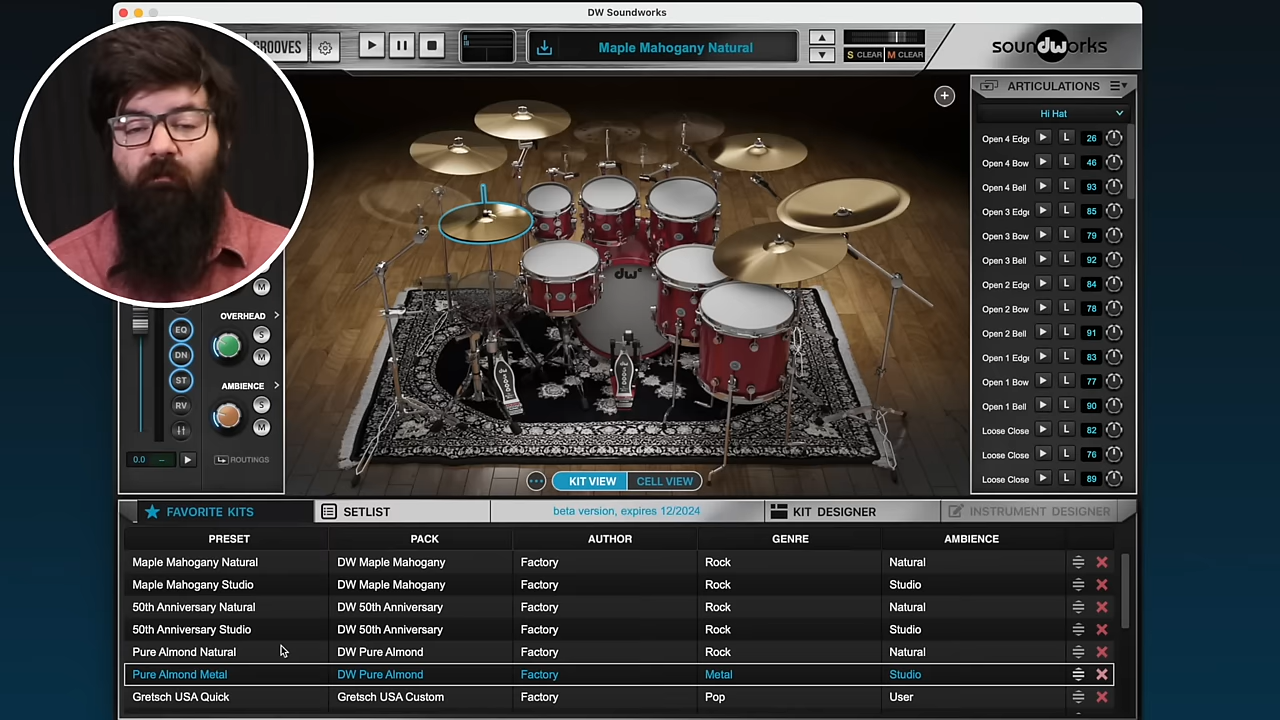 DW Soundworks
GROOVES
Maple Mahogany Natural
S CLEAR M CLEAR
soundworks
ARTICULATIONS
Hi Hat
Open 4 Edge L 26
Open 4 Bow L 46
Open 4 Bell L 93
Open 3 Edge L 85
Open 3 Bow L 79
Open 3 Bell L 92
Open 2 Edge L 84
Open 2 Bow L 78
Open 2 Bell L 91
Open 1 Edge L 83
Open 1 Bow L 77
Open 1 Bell L 90
Loose Close L 82
Loose Close L 76
Loose Close L 89
dw
M
OVERHEAD
EQ
S
DN
M
ST
AMBIENCE
RV
S
M
0.0 –
ROUTINGS
KIT VIEW CELL VIEW
FAVORITE KITS SETLIST beta version, expires 12/2024 KIT DESIGNER INSTRUMENT DESIGNER
PRESET PACK AUTHOR GENRE AMBIENCE
Maple Mahogany Natural DW Maple Mahogany Factory Rock Natural
Maple Mahogany Studio DW Maple Mahogany Factory Rock Studio
50th Anniversary Natural DW 50th Anniversary Factory Rock Natural
50th Anniversary Studio DW 50th Anniversary Factory Rock Studio
Pure Almond Natural DW Pure Almond Factory Rock Natural
Pure Almond Metal DW Pure Almond Factory Metal Studio
Gretsch USA Quick Gretsch USA Custom Factory Pop User